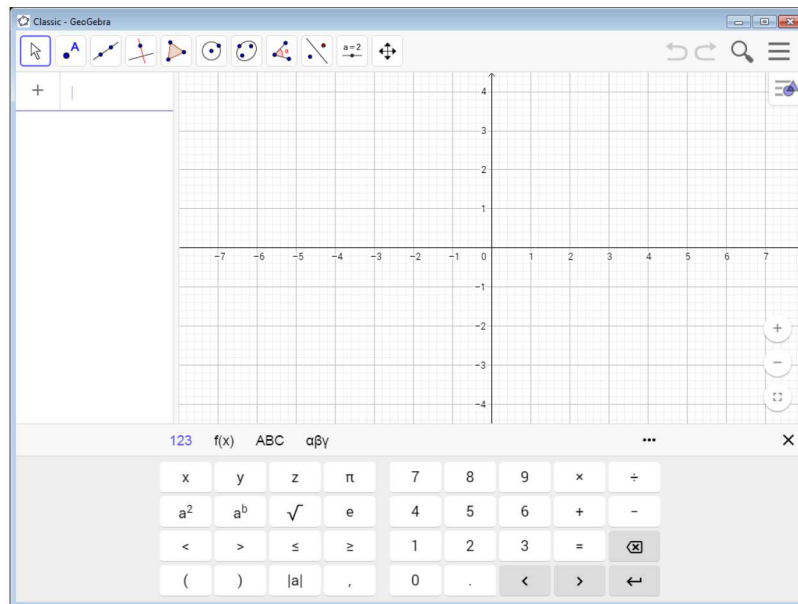 Classic - GeoGebra
A
α
a=2
+
4
3
2
1
-7 -6 -5 -4 -3 -2 -1 0 1 2 3 4 5 6 7
-1
-2
-3
-4
+
−
123 f(x) ABC αβγ ...
x y z π 7 8 9 × ÷
a² aᵇ √ e 4 5 6 + −
< > ≤ ≥ 1 2 3 =
( ) |a| , 0 . < >